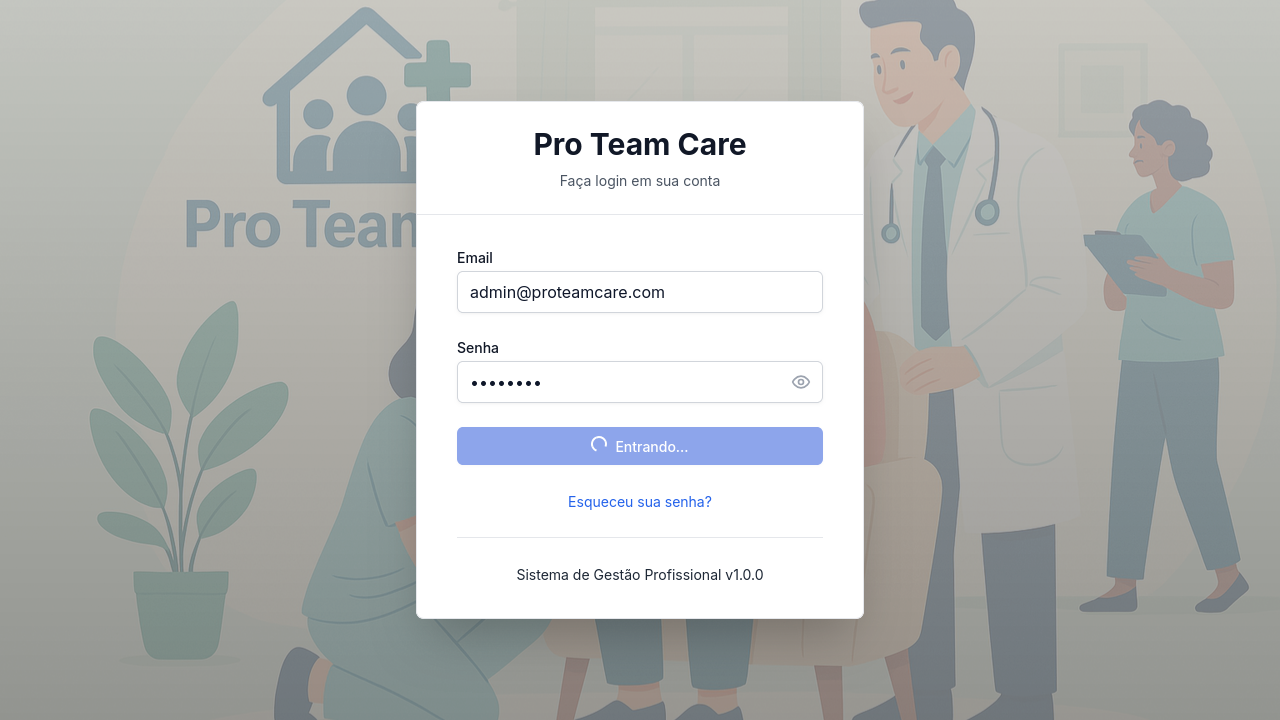 Pro Team
Pro Team Care
Faça login em sua conta
Email
admin@proteamcare.com
Senha
••••••••
Entrando...
Esqueceu sua senha?
Sistema de Gestão Profissional v1.0.0